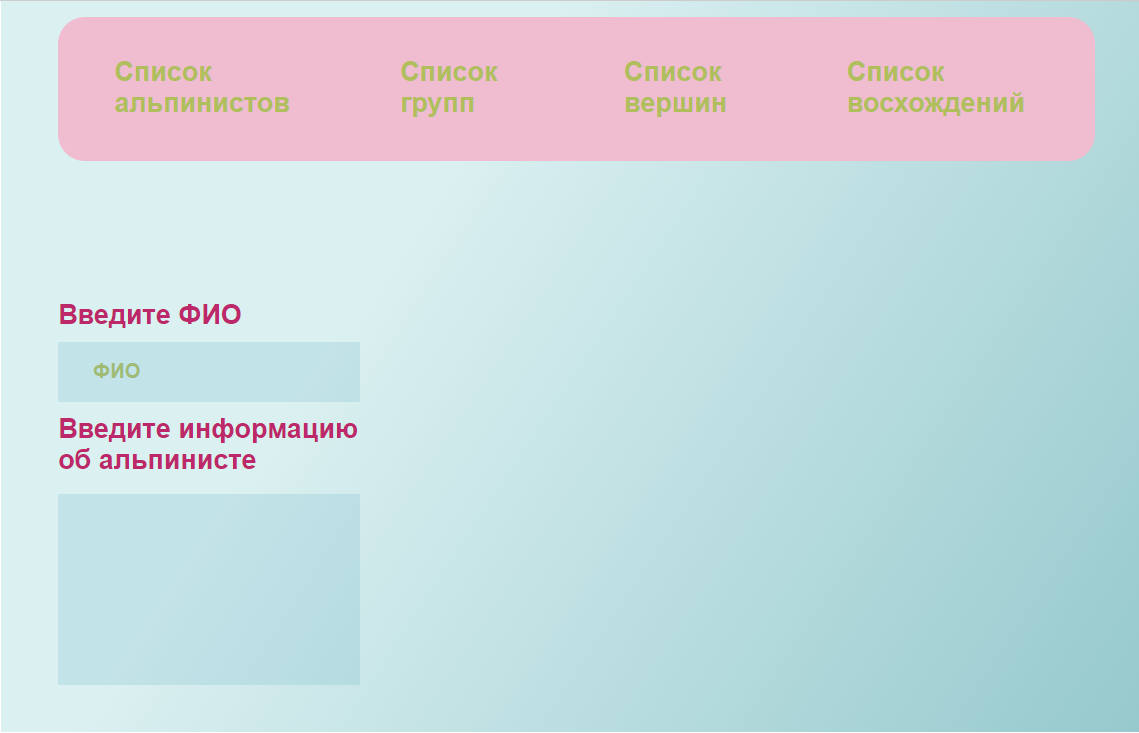 Список альпинистов
Список групп
Список вершин
Список восхождений
Введите ФИО
ФИО
Введите информацию
об альпинисте